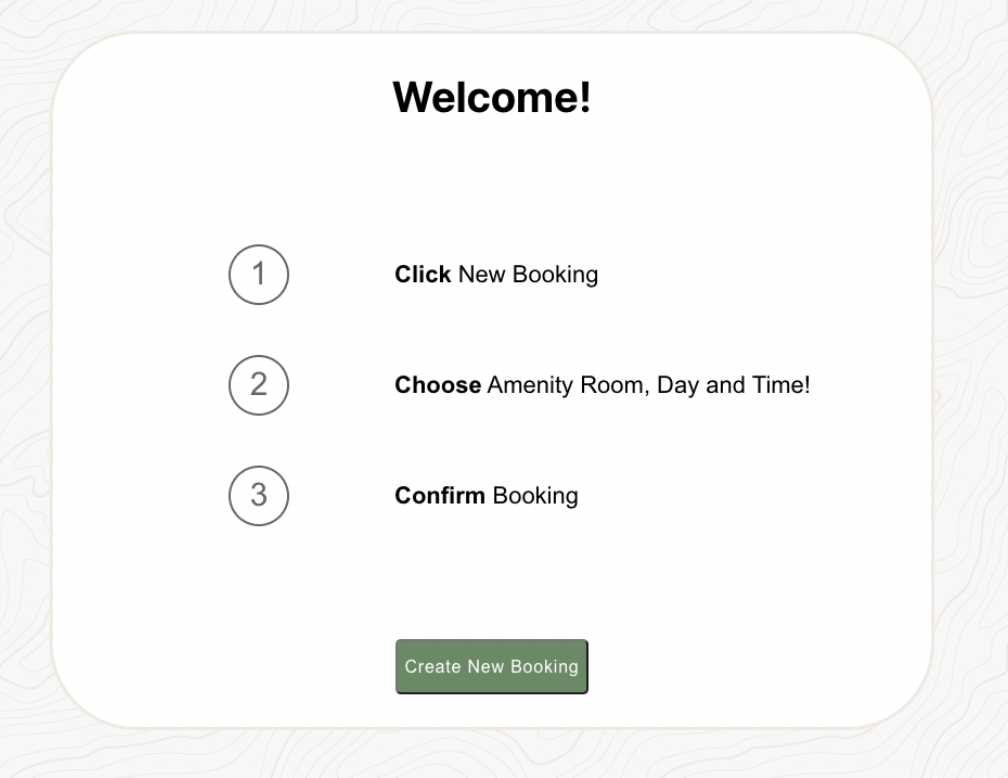 Welcome!
1 Click New Booking
2 Choose Amenity Room, Day and Time!
3 Confirm Booking
Create New Booking